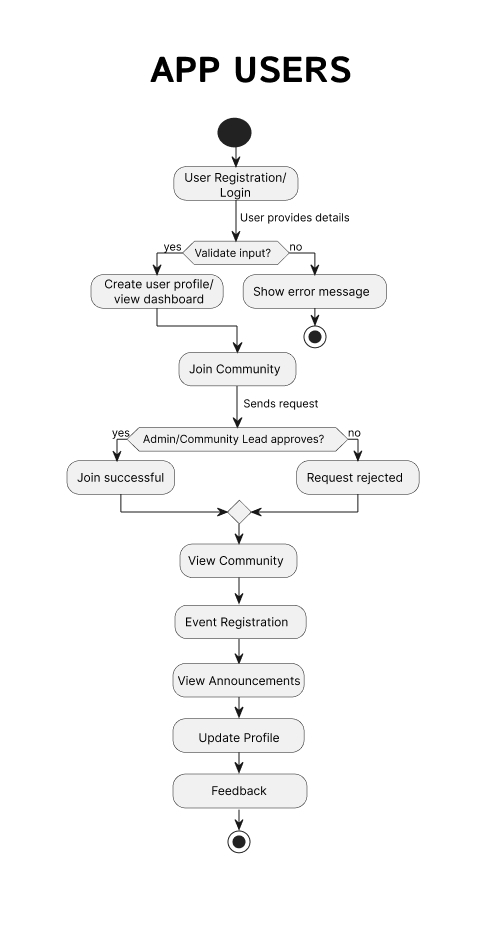 APP USERS
User Registration/
Login
User provides details
yes
Validate input?
no
Create user profile/
view dashboard
Show error message
Join Community
Sends request
yes
Admin/Community Lead approves?
no
Join successful
Request rejected
View Community
Event Registration
View Announcements
Update Profile
Feedback